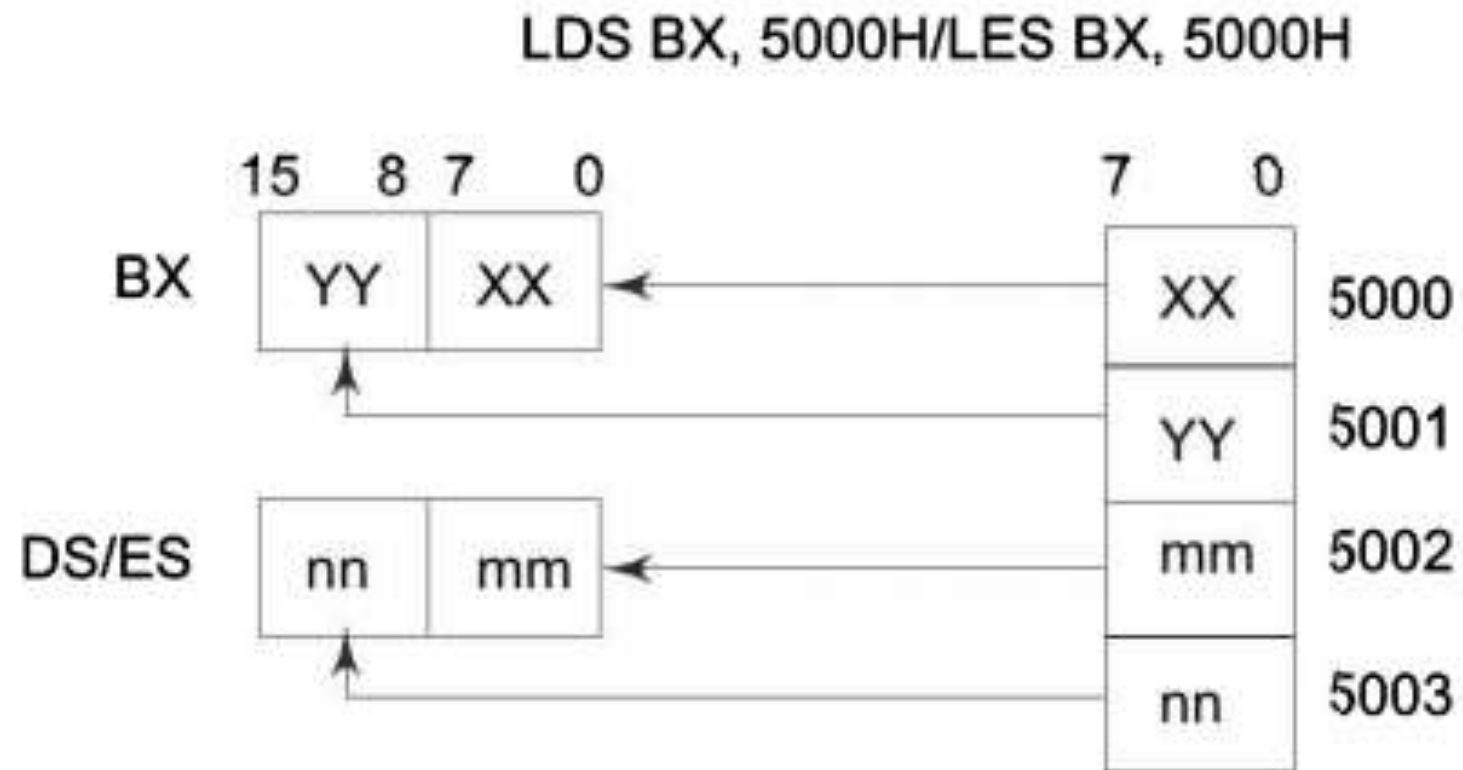 LDS BX, 5000H/LES BX, 5000H
15 8 7 0 7 0
BX YY XX XX 5000
YY 5001
DS/ES nn mm mm 5002
nn 5003